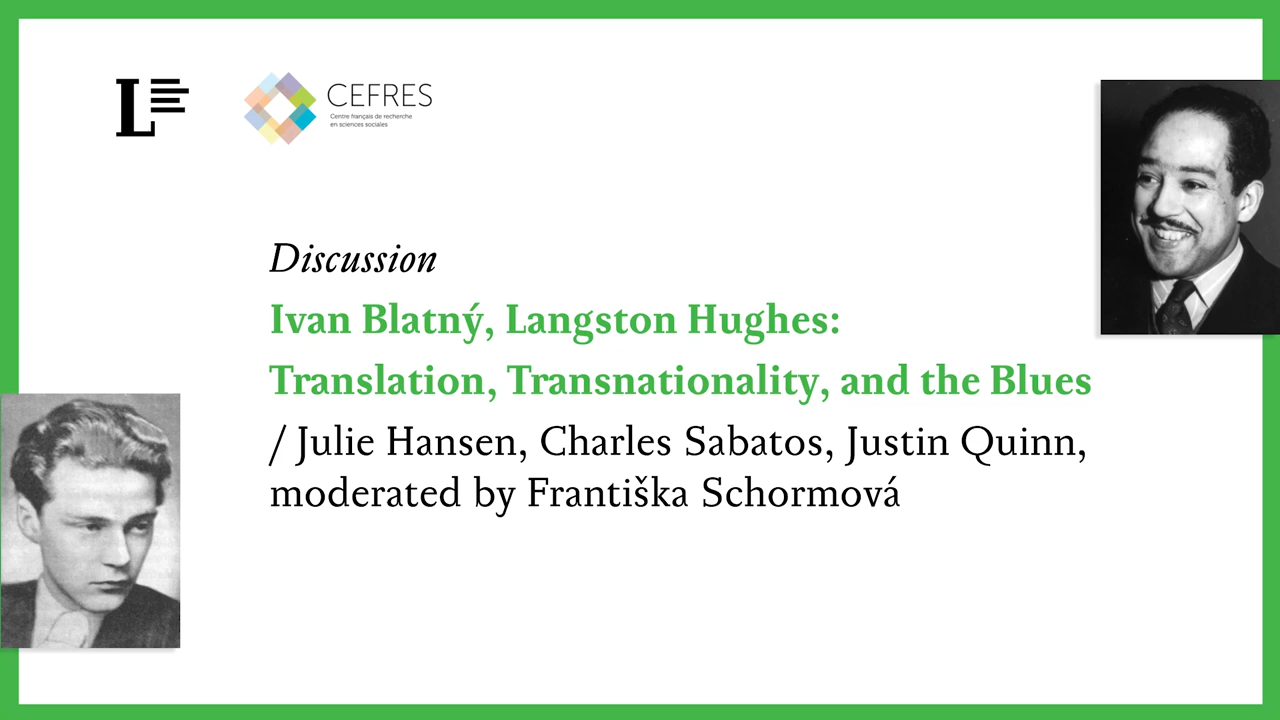 L
CEFRES
Centre français de recherche
en sciences sociales
Discussion
Ivan Blatný, Langston Hughes:
Translation, Transnationality, and the Blues
/ Julie Hansen, Charles Sabatos, Justin Quinn,
moderated by Františka Schormová